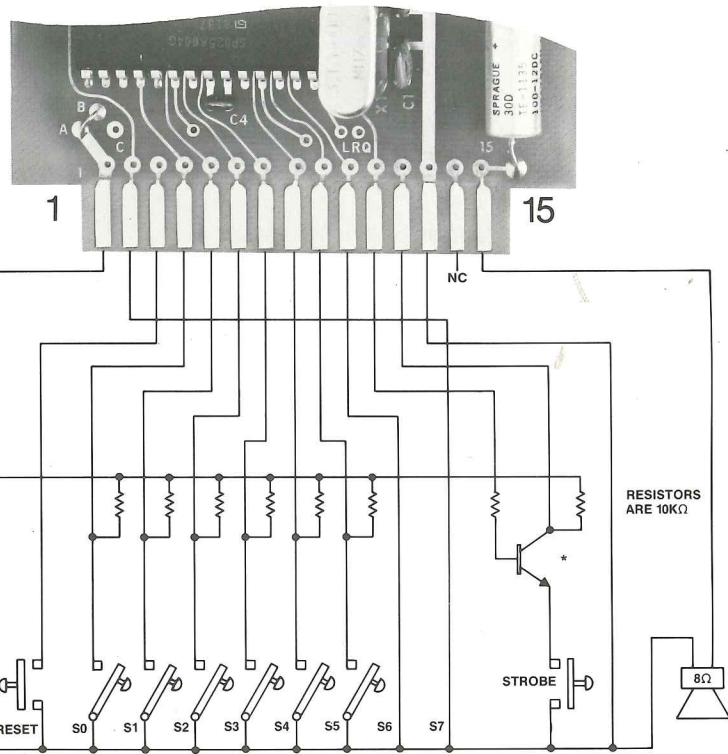 SPRAGUE +
30D
TE-1135
100-12DC
B
A
C
C4
LRQ
C1
1
15
1
15
NC
RESISTORS
ARE 10KΩ
*
STROBE
8Ω
RESET
S0
S1
S2
S3
S4
S5
S6
S7